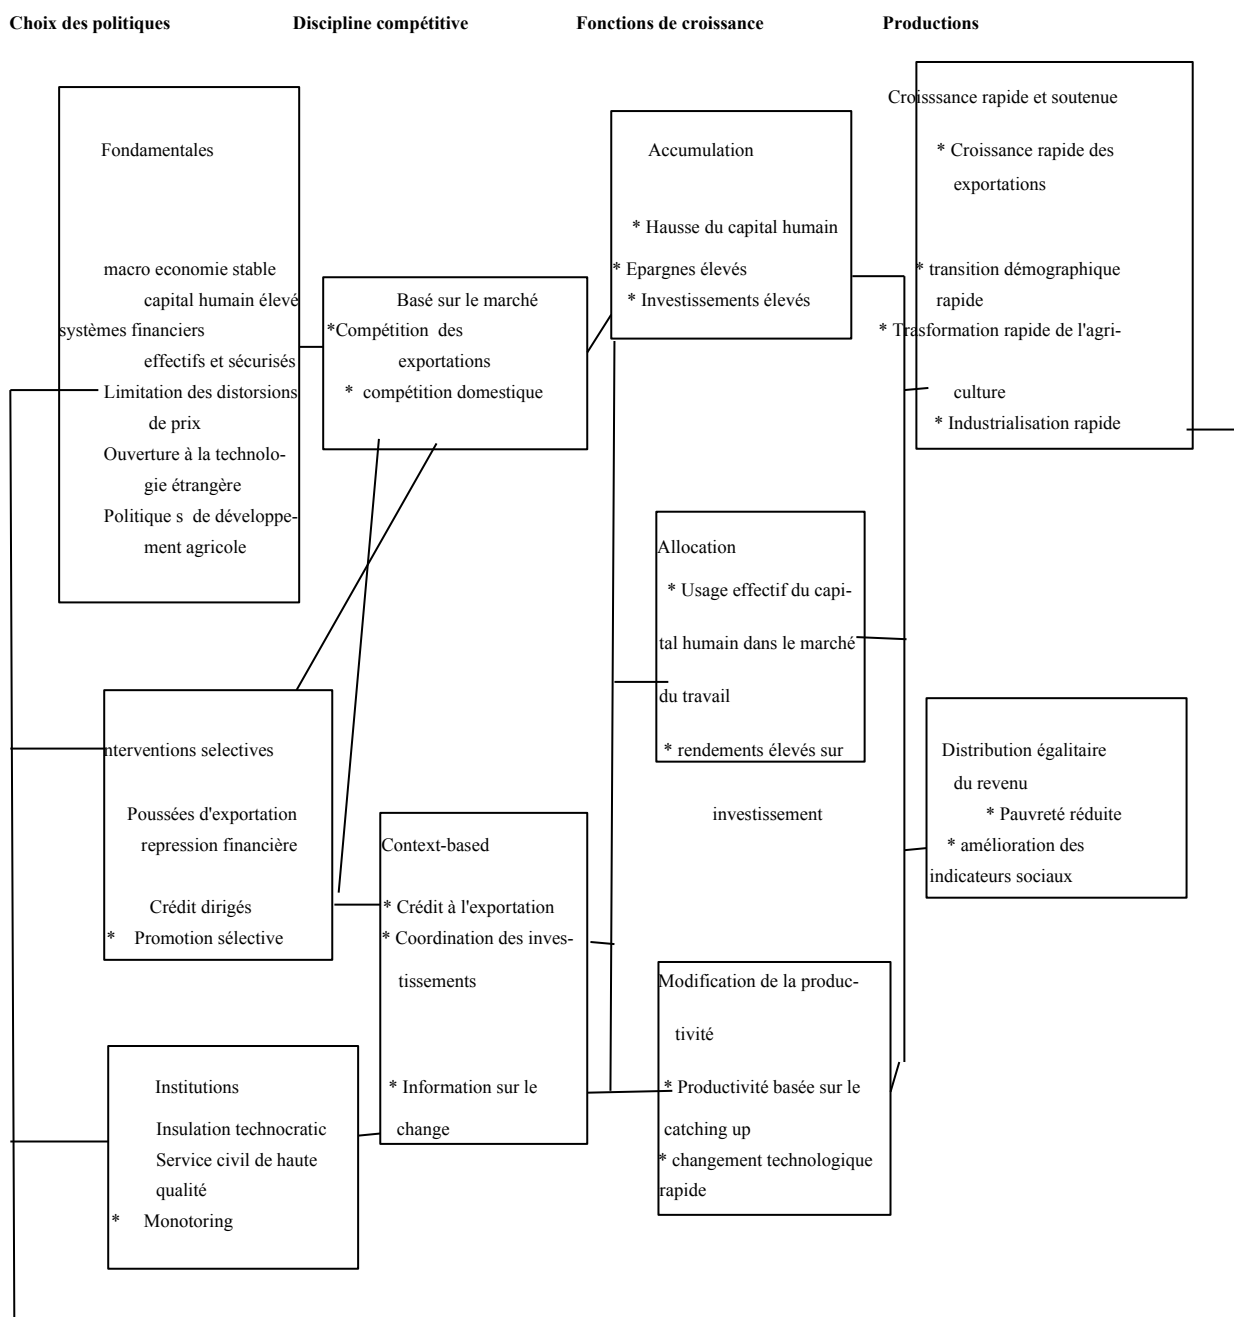 Choix des politiques
Discipline compétitive
Fonctions de croissance
Productions
Fondamentales
macro economie stable
capital humain élevé
systèmes financiers
effectifs et sécurisés
Limitation des distorsions
de prix
Ouverture à la technolo-
gie étrangère
Politique s de développe-
ment agricole
nterventions selectives
Poussées d'exportation
repression financière
Crédit dirigés
* Promotion sélective
Institutions
Insulation technocratic
Service civil de haute
qualité
* Monotoring
Basé sur le marché
*Compétition des
exportations
* compétition domestique
Context-based
* Crédit à l'exportation
* Coordination des inves-
tissements
* Information sur le
change
Accumulation
* Hausse du capital humain
* Epargnes élevés
* Investissements élevés
Allocation
* Usage effectif du capi-
tal humain dans le marché
du travail
* rendements élevés sur
investissement
Modification de la produc-
tivité
* Productivité basée sur le
catching up
* changement technologique
rapide
Croisssance rapide et soutenue
* Croissance rapide des
exportations
* transition démographique
rapide
* Trasformation rapide de l'agri-
culture
* Industrialisation rapide
Distribution égalitaire
du revenu
* Pauvreté réduite
* amélioration des
indicateurs sociaux